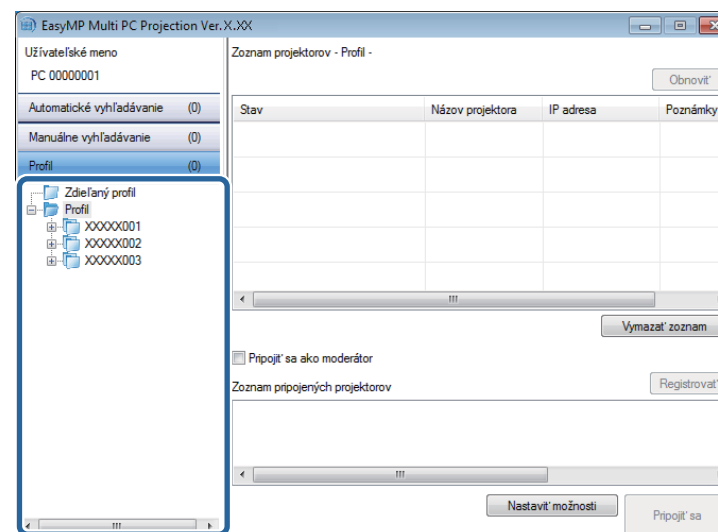 EasyMP Multi PC Projection Ver.X.XX
Užívateľské meno
PC 00000001
Automatické vyhľadávanie (0)
Manuálne vyhľadávanie (0)
Profil (0)
Zdieľaný profil
Profil
XXXXX001
XXXXX002
XXXXX003
Zoznam projektorov - Profil -
Obnoviť
Stav Názov projektora IP adresa Poznámky
Vymazať zoznam
Pripojiť sa ako moderátor
Zoznam pripojených projektorov
Registrovať
Nastaviť možnosti
Pripojiť sa